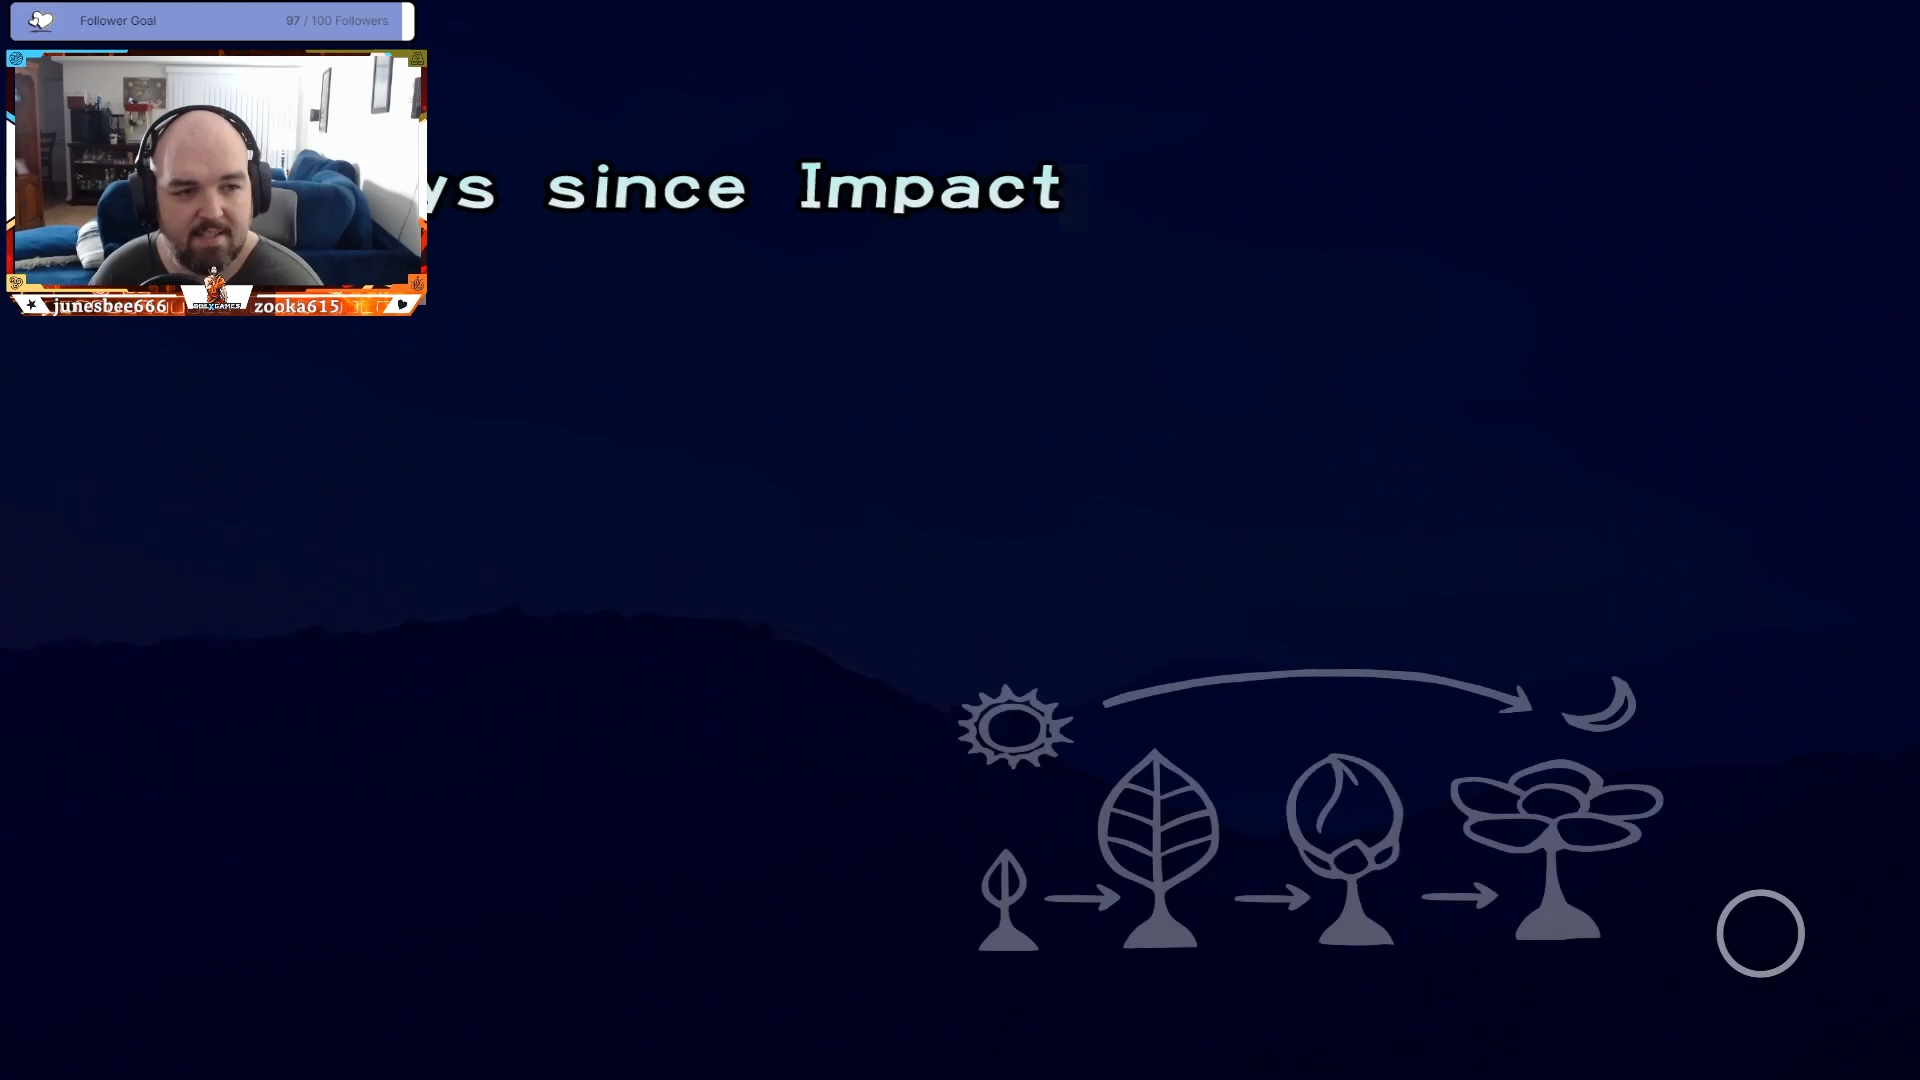 Follower Goal
97 / 100 Followers
ys since Impact
junesbee666
zooka615